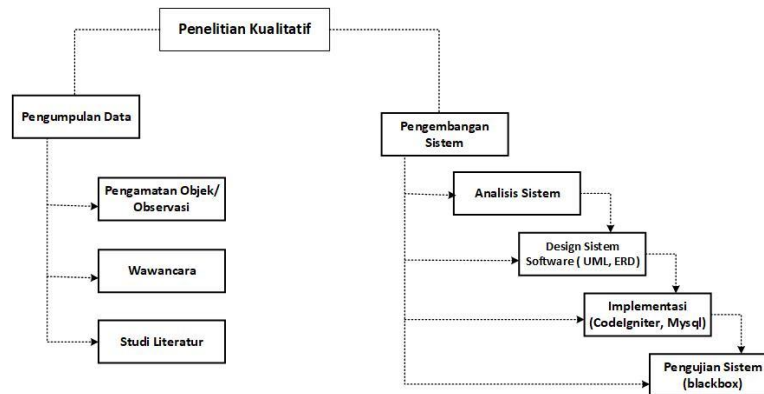 Penelitian Kualitatif
Pengumpulan Data
Pengamatan Objek/
Observasi
Wawancara
Studi Literatur
Pengembangan
Sistem
Analisis Sistem
Design Sistem
Software ( UML, ERD)
Implementasi
(CodeIgniter, Mysql)
Pengujian Sistem
(blackbox)